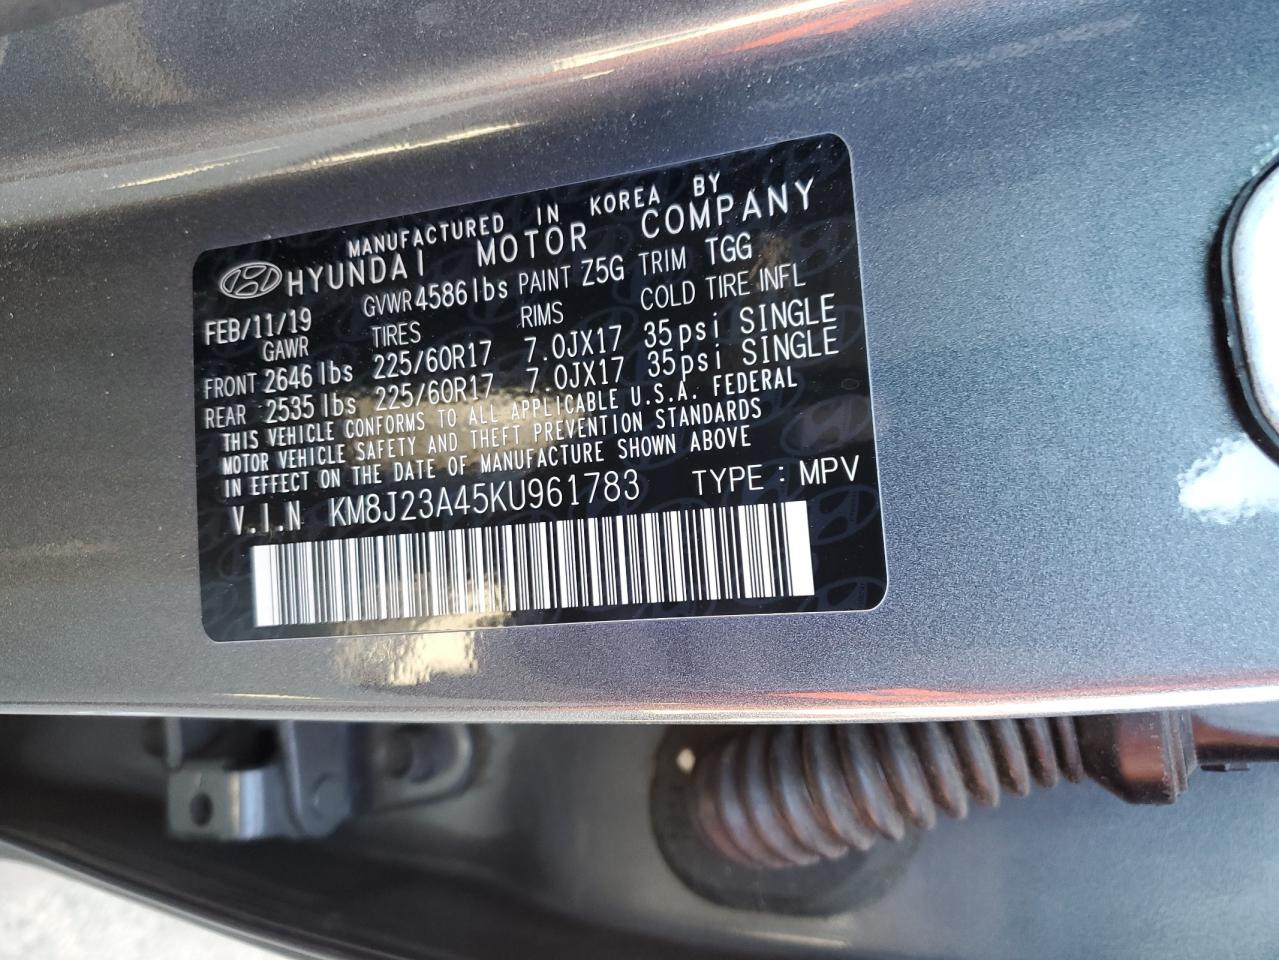 MANUFACTURED IN KOREA BY
HYUNDAI MOTOR COMPANY
FEB/11/19 GVWR 4586 lbs PAINT Z5G TRIM TGG
GAWR TIRES RIMS COLD TIRE INFL
FRONT 2646 lbs 225/60R17 7.0JX17 35psi SINGLE
REAR 2535 lbs 225/60R17 7.0JX17 35psi SINGLE
THIS VEHICLE CONFORMS TO ALL APPLICABLE U.S.A. FEDERAL
MOTOR VEHICLE SAFETY AND THEFT PREVENTION STANDARDS
IN EFFECT ON THE DATE OF MANUFACTURE SHOWN ABOVE
V.I.N KM8J23A45KU961783 TYPE : MPV